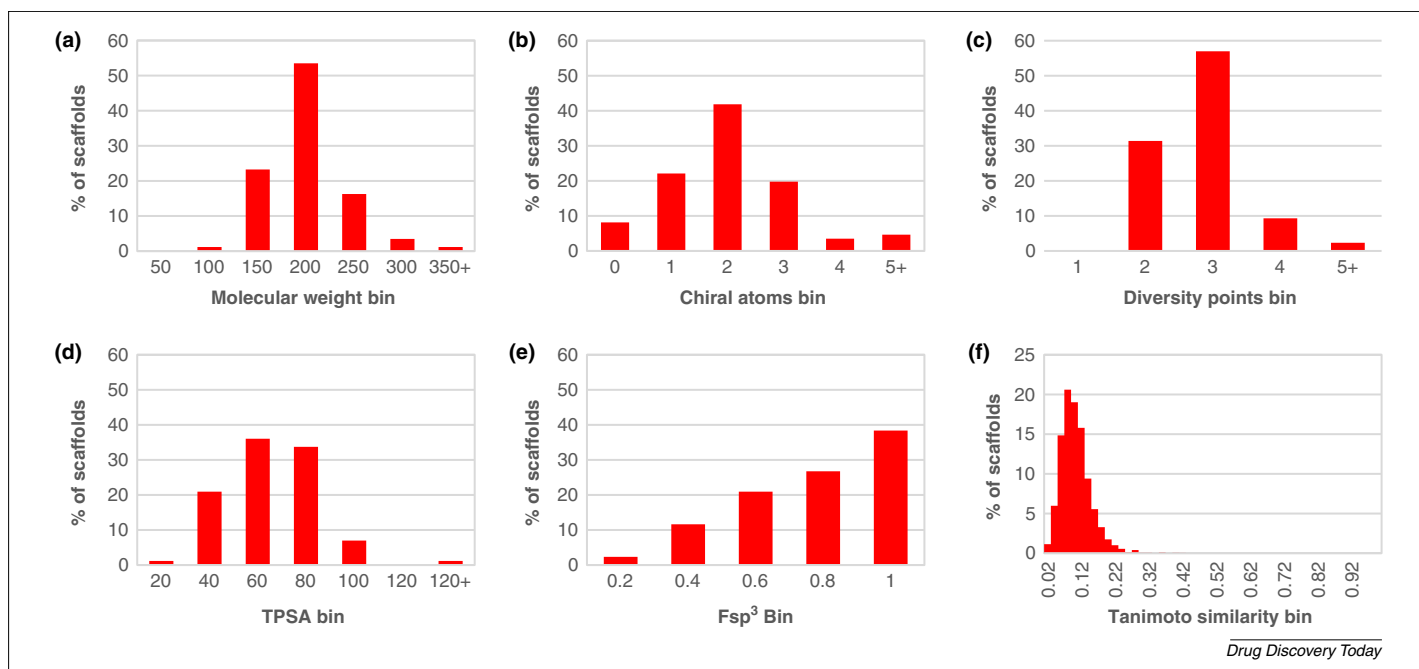 (a)
% of scaffolds
60
50
40
30
20
10
0
50 100 150 200 250 300 350+
Molecular weight bin
(b)
% of scaffolds
60
50
40
30
20
10
0
0 1 2 3 4 5+
Chiral atoms bin
(c)
% of scaffolds
60
50
40
30
20
10
0
1 2 3 4 5+
Diversity points bin
(d)
% of scaffolds
60
50
40
30
20
10
0
20 40 60 80 100 120 120+
TPSA bin
(e)
% of scaffolds
60
50
40
30
20
10
0
0.2 0.4 0.6 0.8 1
Fsp³ Bin
(f)
% of scaffolds
25
20
15
10
5
0
0.02 0.12 0.22 0.32 0.42 0.52 0.62 0.72 0.82 0.92
Tanimoto similarity bin
Drug Discovery Today